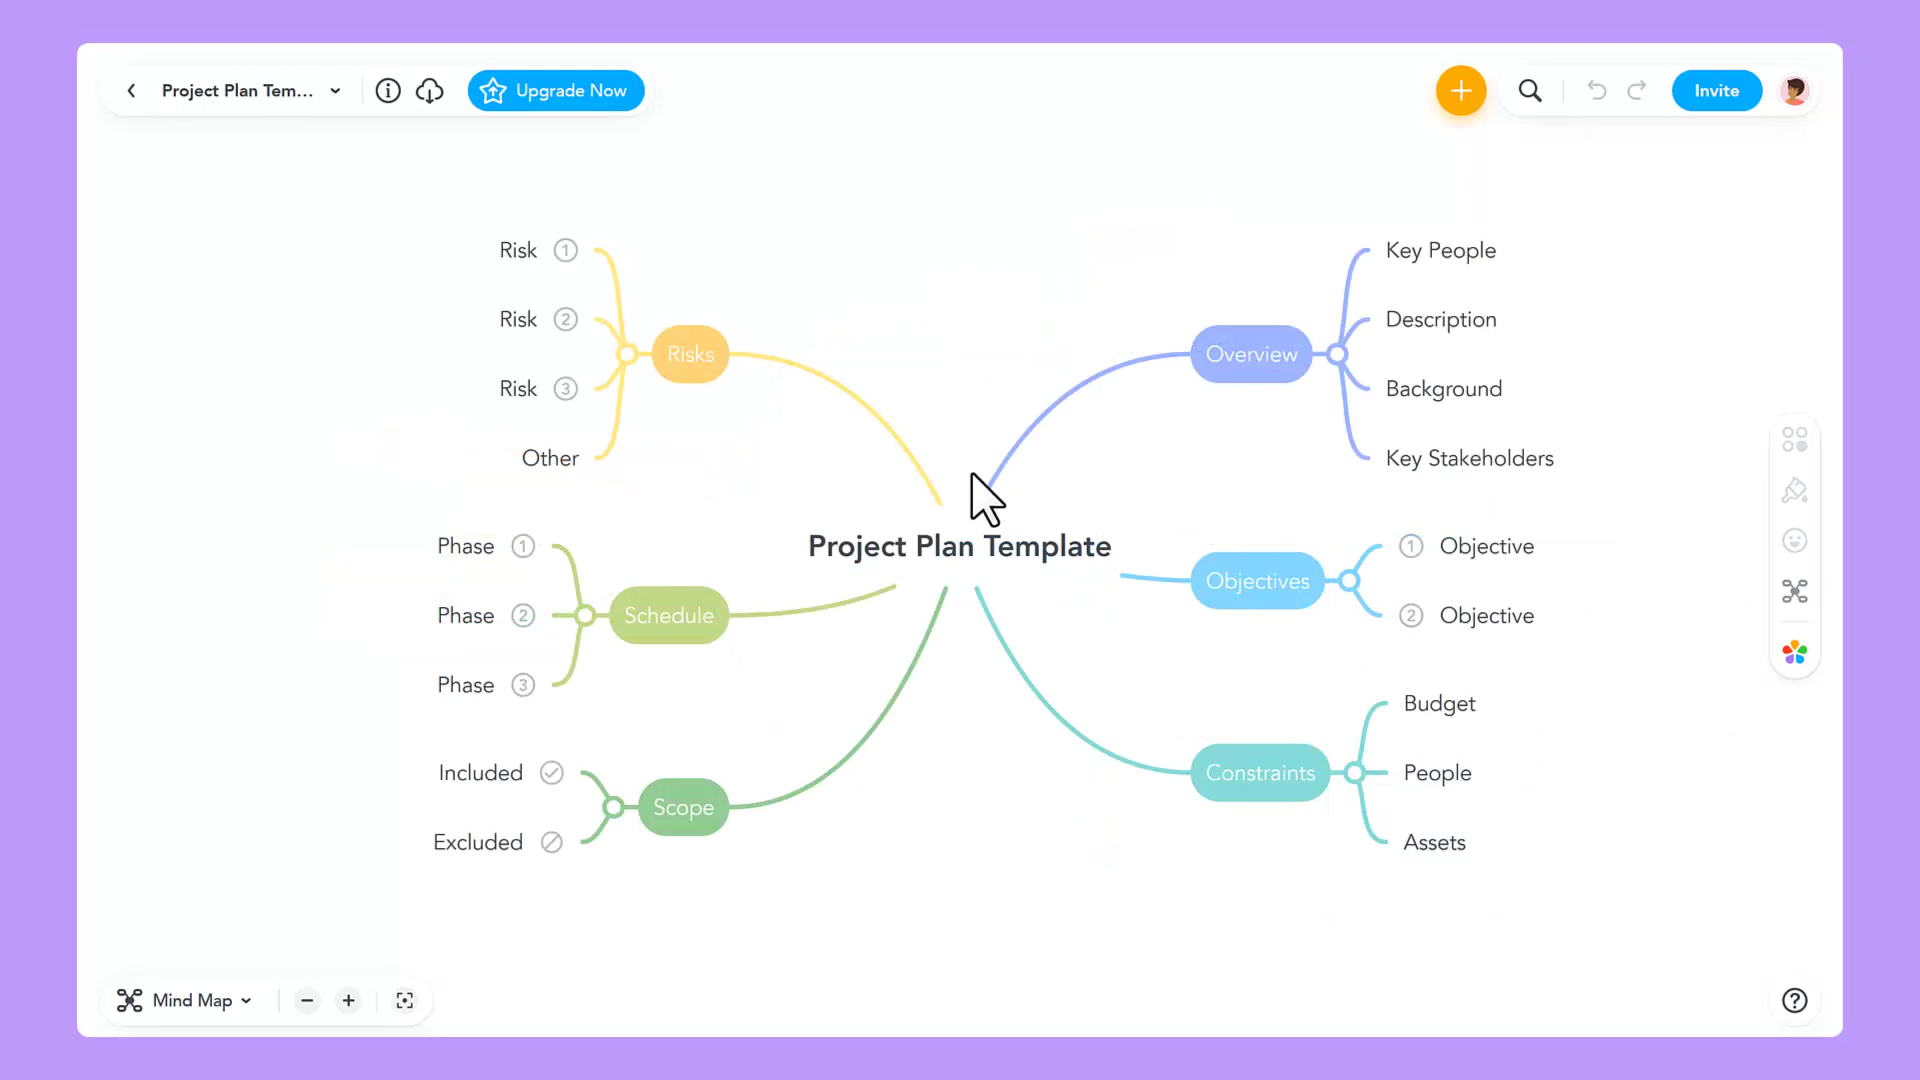 Project Plan Tem...
Upgrade Now
Invite
Risk 1
Risk 2
Risk 3
Other
Risks
Phase 1
Phase 2
Phase 3
Schedule
Included
Excluded
Scope
Project Plan Template
Overview
Key People
Description
Background
Key Stakeholders
Objectives
1 Objective
2 Objective
Constraints
Budget
People
Assets
Mind Map